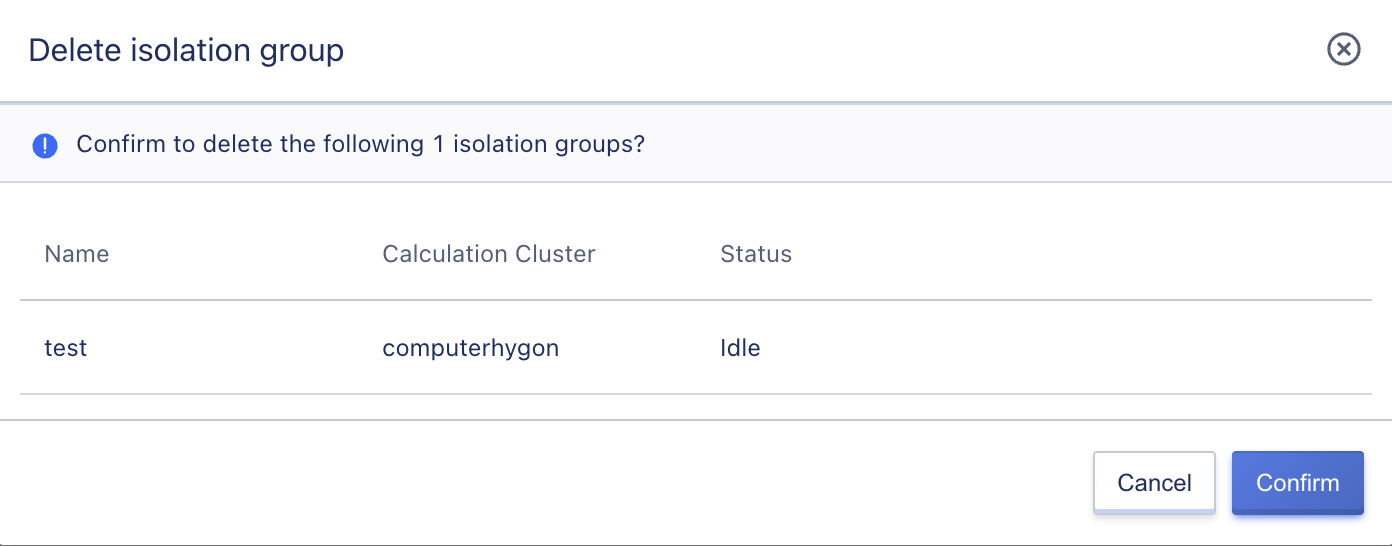 Delete isolation group
Confirm to delete the following 1 isolation groups?
Name Calculation Cluster Status
test computerhygon Idle
Cancel Confirm